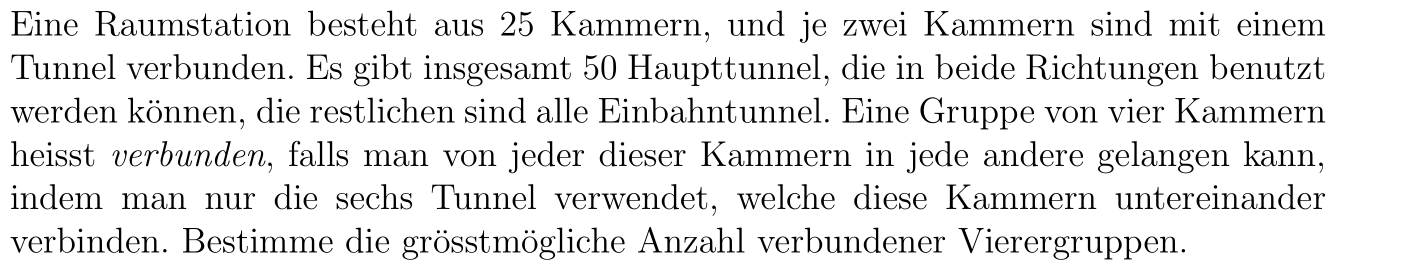 Eine Raumstation besteht aus 25 Kammern, und je zwei Kammern sind mit einem
Tunnel verbunden. Es gibt insgesamt 50 Haupttunnel, die in beide Richtungen benutzt
werden können, die restlichen sind alle Einbahntunnel. Eine Gruppe von vier Kammern
heisst verbunden, falls man von jeder dieser Kammern in jede andere gelangen kann,
indem man nur die sechs Tunnel verwendet, welche diese Kammern untereinander
verbinden. Bestimme die grösstmögliche Anzahl verbundener Vierergruppen.